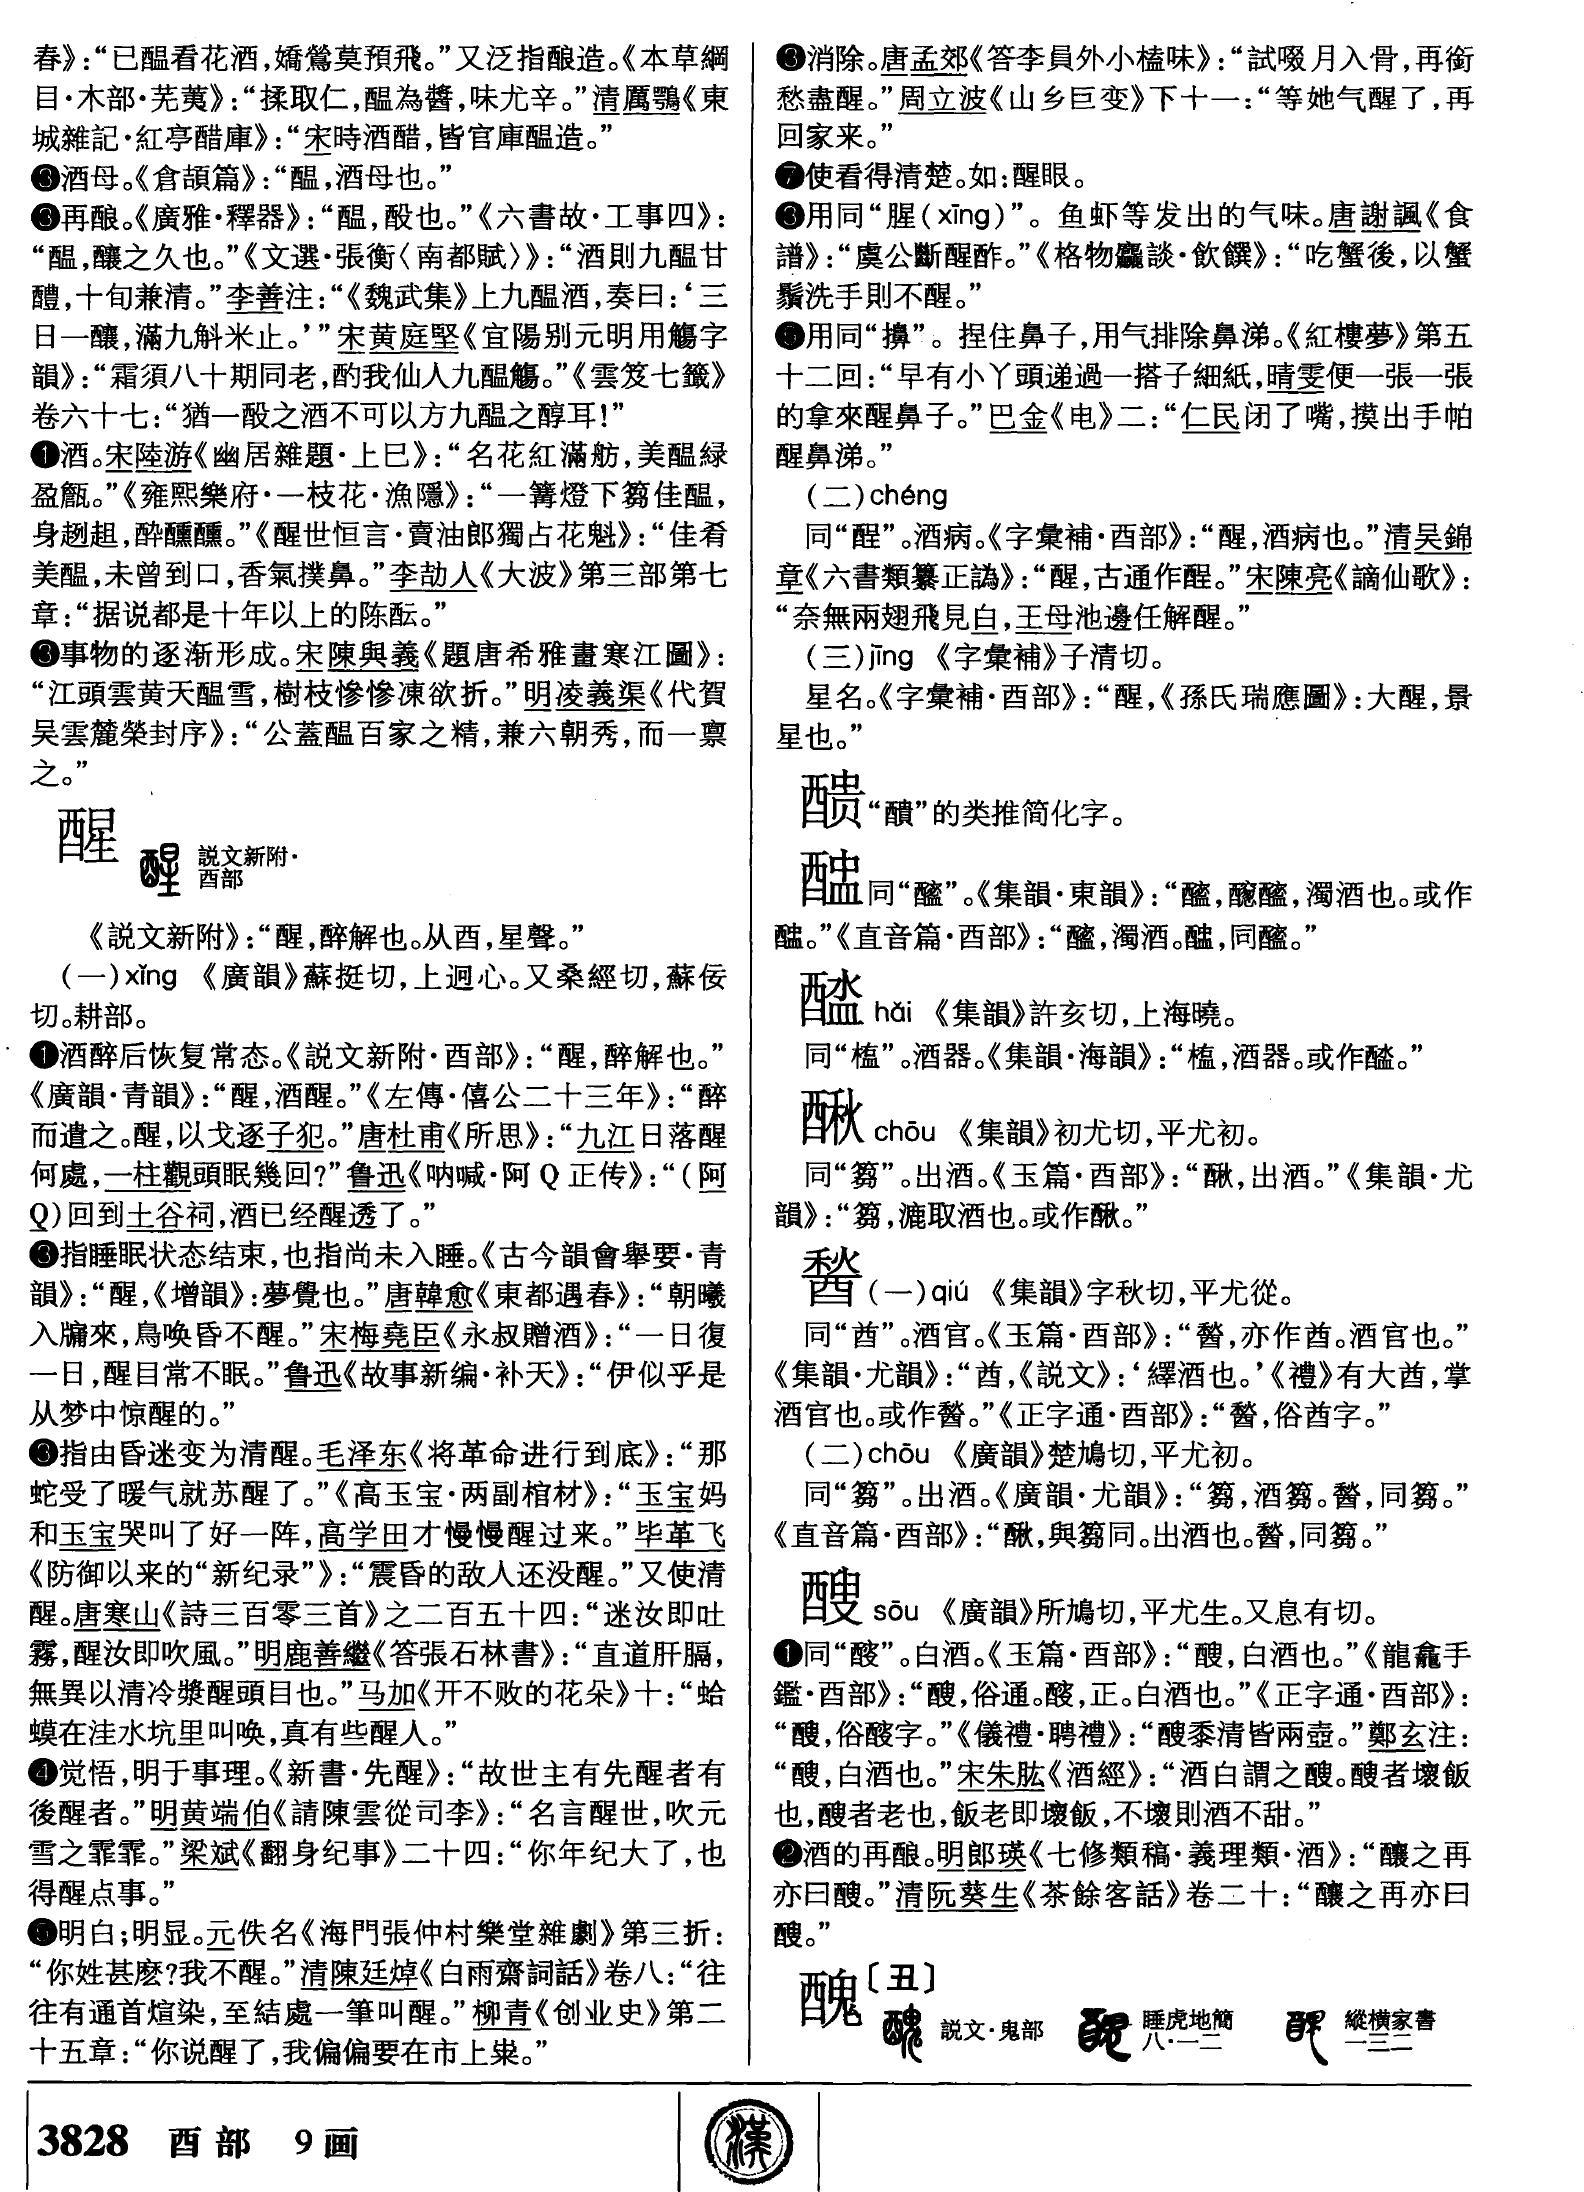 春》：“已醖看花酒，嬌鶯莫預飛。”又泛指酿造。《本草綱
目·木部·芜荑》：“揉取仁，醖為醬，味尤辛。”清厲鶚《東
城雜記·紅亭醋庫》：“宋時酒醋，皆官庫醖造。”
❸酒母。《倉頡篇》：“醖，酒母也。”
❸再酿。《廣雅·釋器》：“醖，酘也。”《六書故·工事四》：
“醖，釀之久也。”《文選·張衡〈南都賦〉》：“酒則九醖甘
醴，十旬兼清。”李善注：“《魏武集》上九醖酒，奏曰：‘三
日一釀，滿九斛米止。’”宋黄庭堅《宜陽别元明用觴字
韻》：“霜須八十期同老，酌我仙人九醖觴。”《雲笈七籤》
卷六十七：“猶一酘之酒不可以方九醖之醇耳！”
❶酒。宋陸游《幽居雜題·上巳》：“名花紅滿舫，美醖緑
盈甔。”《雍熙樂府·一枝花·漁隱》：“一篝燈下篘佳醖，
身趔趄，酔醺醺。”《醒世恒言·賣油郎獨占花魁》：“佳肴
美醖，未曾到口，香氣撲鼻。”李劼人《大波》第三部第七
章：“据说都是十年以上的陈酝。”
❸事物的逐渐形成。宋陳與義《題唐希雅畫寒江圖》：
“江頭雲黄天醖雪，樹枝慘慘凍欲折。”明凌義渠《代賀
吴雲麓榮封序》：“公蓋醖百家之精，兼六朝秀，而一禀
之。”
醒 説文新附·
酉部
《説文新附》：“醒，醉解也。从酉，星聲。”
（一）xǐng 《廣韻》蘇挺切，上迥心。又桑經切，蘇佞
切。耕部。
❶酒醉后恢复常态。《説文新附·酉部》：“醒，醉解也。”
《廣韻·青韻》：“醒，酒醒。”《左傳·僖公二十三年》：“醉
而遣之。醒，以戈逐子犯。”唐杜甫《所思》：“九江日落醒
何處，一柱觀頭眠幾回？”鲁迅《呐喊·阿Q正传》：“（阿
Q）回到土谷祠，酒已经醒透了。”
❸指睡眠状态结束，也指尚未入睡。《古今韻會舉要·青
韻》：“醒，《增韻》：夢覺也。”唐韓愈《東都遇春》：“朝曦
入牖來，鳥唤昏不醒。”宋梅堯臣《永叔贈酒》：“一日復
一日，醒目常不眠。”鲁迅《故事新编·补天》：“伊似乎是
从梦中惊醒的。”
❸指由昏迷变为清醒。毛泽东《将革命进行到底》：“那
蛇受了暖气就苏醒了。”《高玉宝·两副棺材》：“玉宝妈
和玉宝哭叫了好一阵，高学田才慢慢醒过来。”毕革飞
《防御以来的“新纪录”》：“震昏的敌人还没醒。”又使清
醒。唐寒山《詩三百零三首》之二百五十四：“迷汝即吐
霧，醒汝即吹風。”明鹿善繼《答張石林書》：“直道肝膈，
無異以清冷漿醒頭目也。”马加《开不败的花朵》十：“蛤
蟆在洼水坑里叫唤，真有些醒人。”
❹觉悟，明于事理。《新書·先醒》：“故世主有先醒者有
後醒者。”明黄端伯《請陳雲從司李》：“名言醒世，吹元
雪之霏霏。”梁斌《翻身纪事》二十四：“你年纪大了，也
得醒点事。”
❺明白；明显。元佚名《海門張仲村樂堂雜劇》第三折：
“你姓甚麽？我不醒。”清陳廷焯《白雨齋詞話》卷八：“往
往有通首煊染，至結處一筆叫醒。”柳青《创业史》第二
十五章：“你说醒了，我偏偏要在市上粜。”
❸消除。唐孟郊《答李員外小榼味》：“試啜月入骨，再銜
愁盡醒。”周立波《山乡巨变》下十一：“等她气醒了，再
回家来。”
❼使看得清楚。如：醒眼。
❸用同“腥（xīng）”。鱼虾等发出的气味。唐謝諷《食
譜》：“虞公斷醒酢。”《格物麤談·飲饌》：“吃蟹後，以蟹
鬚洗手則不醒。”
❺用同“擤”。捏住鼻子，用气排除鼻涕。《紅樓夢》第五
十二回：“早有小丫頭递過一搭子細紙，晴雯便一張一張
的拿來醒鼻子。”巴金《电》二：“仁民闭了嘴，摸出手帕
醒鼻涕。”
（二）chéng
同“酲”。酒病。《字彙補·酉部》：“醒，酒病也。”清吴錦
章《六書類纂正譌》：“醒，古通作酲。”宋陳亮《謫仙歌》：
“奈無兩翅飛見白，王母池邊任解醒。”
（三）jīng 《字彙補》子清切。
星名。《字彙補·酉部》：“醒，《孫氏瑞應圖》：大醒，景
星也。”
“醹”的类推简化字。
同“醠”。《集韻·東韻》：“，濁酒也。或作
。”《直音篇·酉部》：“，濁酒。，同。”
hǎi 《集韻》許亥切，上海曉。
同“榼”。酒器。《集韻·海韻》：“，酒器。或作。”
chōu 《集韻》初尤切，平尤初。
同“篘”。出酒。《玉篇·酉部》：“，出酒。”《集韻·尤
韻》：“篘，漉取酒也。或作。”
（一）qiú 《集韻》字秋切，平尤從。
同“酋”。酒官。《玉篇·酉部》：“，亦作酋。酒官也。”
《集韻·尤韻》：“酋，《説文》：‘繹酒也。’《禮》有大酋，掌
酒官也。或作。”《正字通·酉部》：“，俗酋字。”
（二）chōu 《廣韻》楚鳩切，平尤初。
同“篘”。出酒。《廣韻·尤韻》：“篘，酒篘。，同篘。”
《直音篇·酉部》：“，與篘同。出酒也。，同篘。”
醙 sōu 《廣韻》所鳩切，平尤生。又息有切。
❶同“”。白酒。《玉篇·酉部》：“醙，白酒也。”《龍龕手
鑑·酉部》：“醙，俗通。，正。白酒也。”《正字通·酉部》：
“醙，俗字。”《儀禮·聘禮》：“醙黍清皆兩壺。”鄭玄注：
“醙，白酒也。”宋朱肱《酒經》：“酒白謂之醙。醙者壞飯
也，醙者老也，飯老即壞飯，不壞則酒不甜。”
❷酒的再酿。明郎瑛《七修類稿·義理類·酒》：“釀之再
亦曰醙。”清阮葵生《茶餘客話》卷二十：“釀之再亦曰
醙。”
醜〔丑〕
説文·鬼部 睡虎地簡
八·一二 縱横家書
一三二
3828 酉部 9画
漢